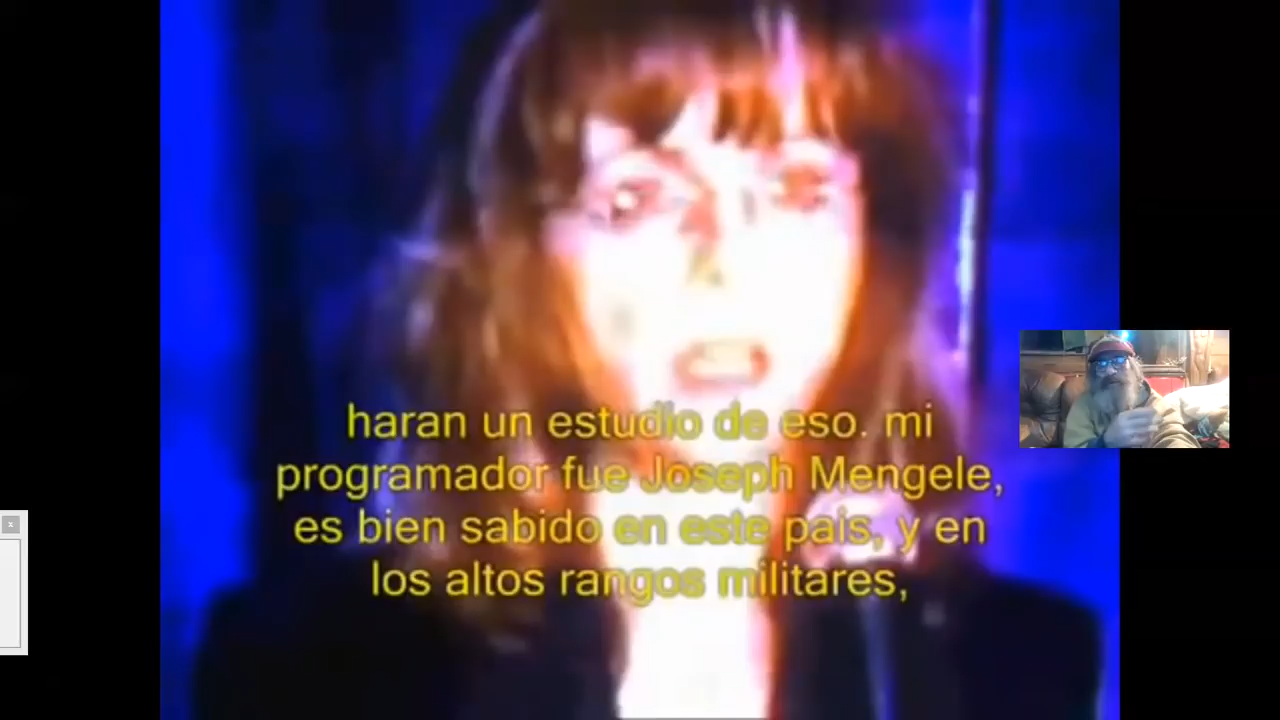 haran un estudio de eso. mi
programador fue Joseph Mengele,
es bien sabido en este pais, y en
los altos rangos militares,